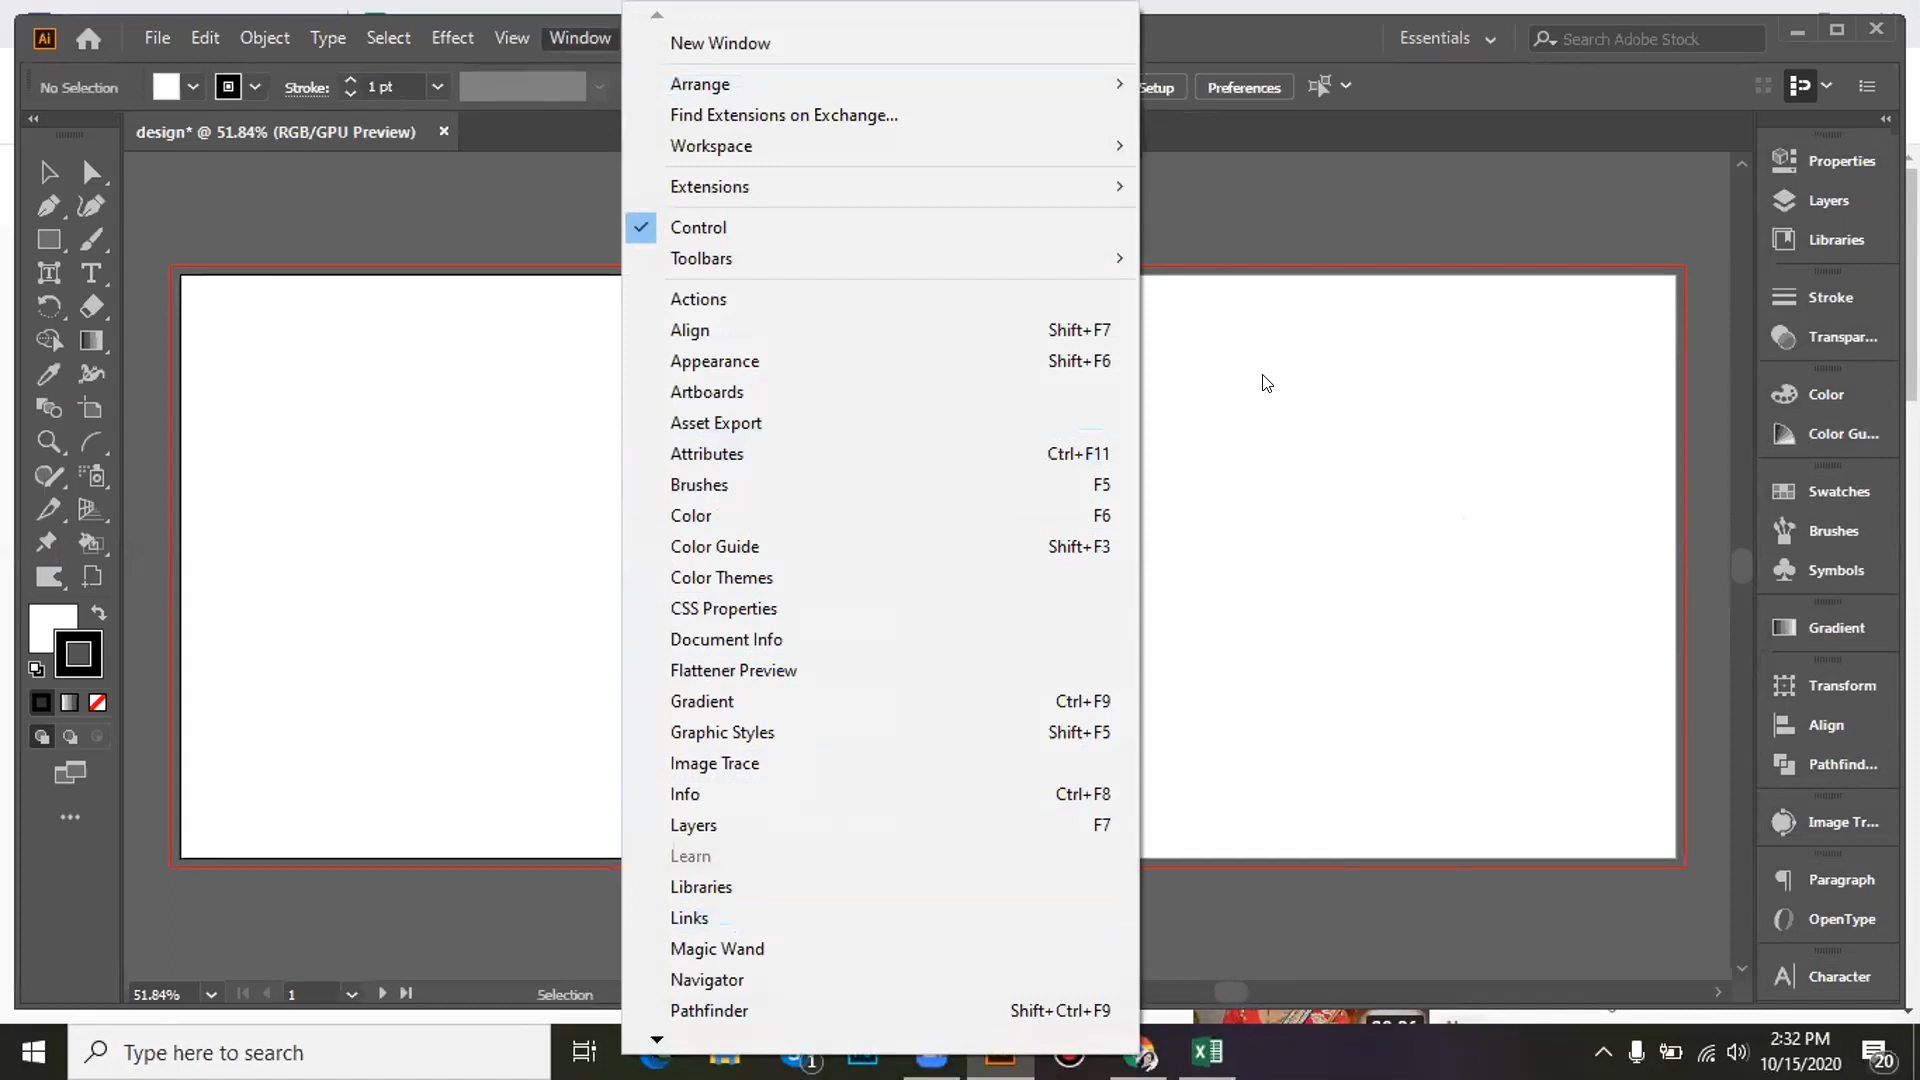 Ai
File Edit Object Type Select Effect View Window
Essentials
Search Adobe Stock
No Selection
Stroke: 1 pt
Preferences
design* @ 51.84% (RGB/GPU Preview)
New Window
Arrange
Find Extensions on Exchange...
Workspace
Extensions
Control
Toolbars
Actions
Align Shift+F7
Appearance Shift+F6
Artboards
Asset Export
Attributes Ctrl+F11
Brushes F5
Color F6
Color Guide Shift+F3
Color Themes
CSS Properties
Document Info
Flattener Preview
Gradient Ctrl+F9
Graphic Styles Shift+F5
Image Trace
Info Ctrl+F8
Layers F7
Learn
Libraries
Links
Magic Wand
Navigator
Pathfinder Shift+Ctrl+F9
Properties
Layers
Libraries
Stroke
Transpar...
Color
Color Gu...
Swatches
Brushes
Symbols
Gradient
Transform
Align
Pathfind...
Image Tr...
Paragraph
OpenType
Character
51.84% 1 Selection
Type here to search
1
2:32 PM
10/15/2020
20